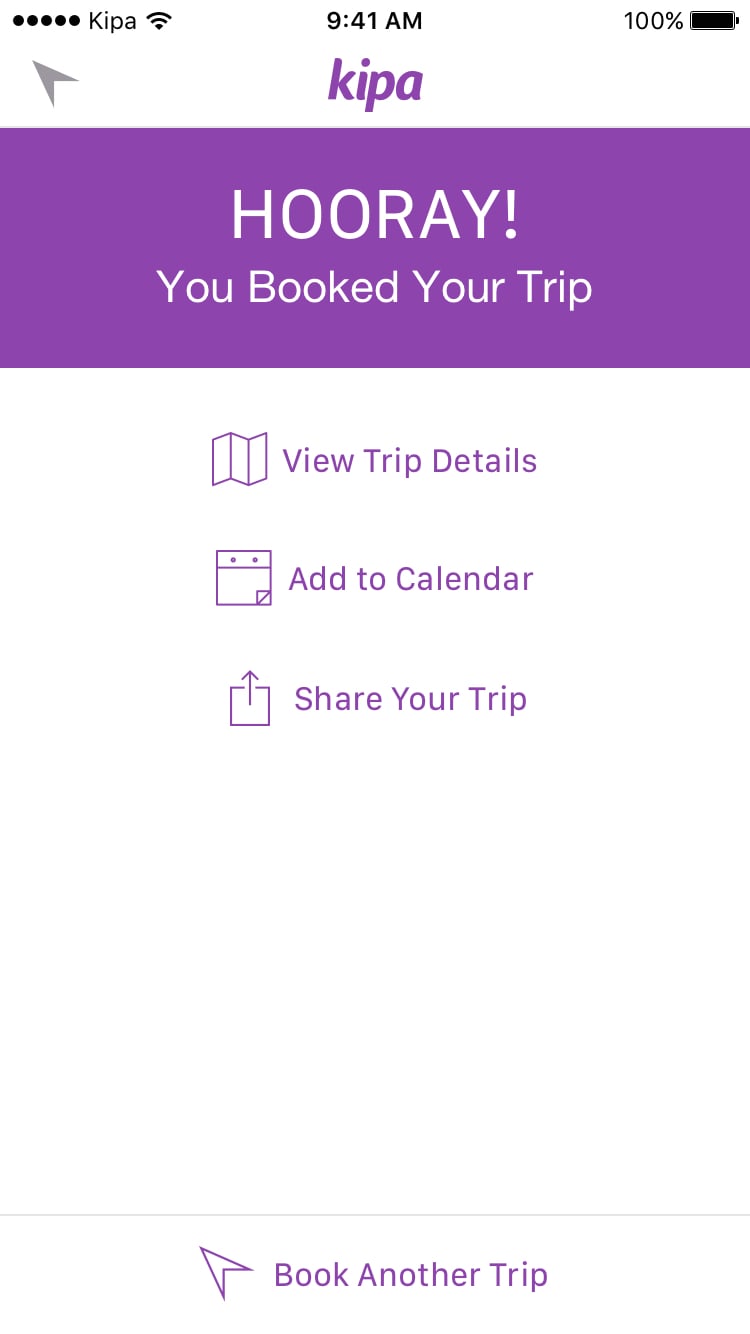 Kipa 9:41 AM 100%
kipa
HOORAY!
You Booked Your Trip
View Trip Details
Add to Calendar
Share Your Trip
Book Another Trip